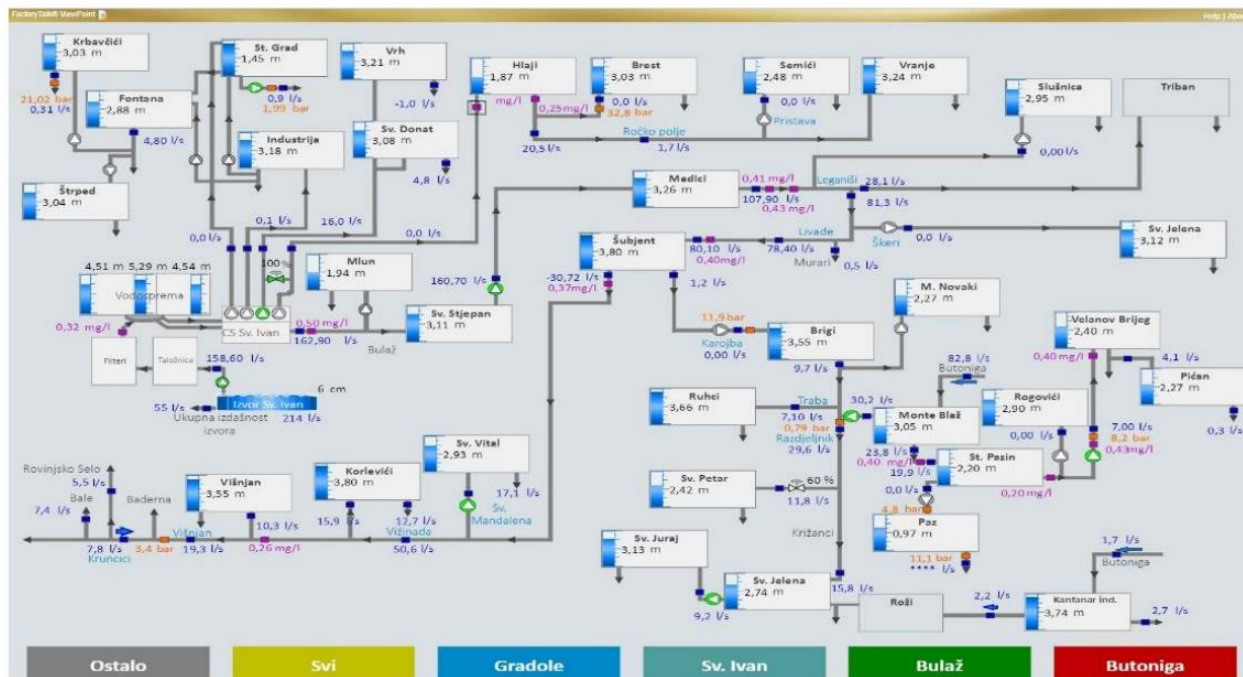 FactoryTalk® ViewPoint
Help | Abo
Krbavčići
3,03 m
21,02 bar
0,31 l/s
Fontana
2,88 m
4,80 l/s
Štrped
3,04 m
St. Grad
1,45 m
0,9 l/s
1,99 bar
Industrija
3,18 m
Vrh
3,21 m
-1,0 l/s
Sv. Donat
3,08 m
4,8 l/s
Hlaji
1,87 m
mg/l
0,25mg/l
Brest
3,03 m
0,0 l/s
32,8 bar
Semići
2,48 m
0,0 l/s
Pristava
Vranje
3,24 m
Ročko polje
20,5 l/s
1,7 l/s
Slušnica
2,95 m
0,00 l/s
Triban
Medici
3,26 m
0,41 mg/l
107,90 l/s
0,43 mg/l
Leganiši
28,1 l/s
81,3 l/s
0,0 l/s
0,1 l/s
16,0 l/s
0,0 l/s
100 %
Šubjent
3,80 m
80,10 l/s
0,40mg/l
Livade
78,40 l/s
Murari
0,5 l/s
Škeri
0,0 l/s
Sv. Jelena
3,12 m
-30,72 l/s
0,37mg/l
1,2 l/s
4,51 m
5,29 m
4,54 m
Vodosprema
0,32 mg/l
CS Sv. Ivan
0,50 mg/l
162,90 l/s
Mlun
1,94 m
Bulaž
160,70 l/s
Sv. Stjepan
3,11 m
Filteri
Taložnice
158,60 l/s
6 cm
Izvor Sv. Ivan
55 l/s
Ukupna izdašnost
izvora
214 l/s
11,9 bar
Karojba
0,00 l/s
Brigi
3,55 m
9,7 l/s
M. Novaki
2,27 m
82,8 l/s
Butoniga
Velanov Brijeg
2,40 m
0,40 mg/l
4,1 l/s
Pićan
2,27 m
0,3 l/s
Ruhci
3,66 m
Traba
7,10 l/s
0,79 bar
Razdjeljnik
29,6 l/s
30,2 l/s
Monte Blaž
3,05 m
23,8 l/s
0,40 mg/l
19,9 l/s
Rogovići
2,90 m
0,00 l/s
7,00 l/s
8,2 bar
0,43mg/l
St. Pazin
2,20 m
0,20 mg/l
0,0 l/s
4,8 bar
Paz
0,97 m
11,1 bar
**** l/s
Sv. Petar
2,42 m
60 %
11,8 l/s
Križanci
Sv. Vital
2,93 m
17,1 l/s
Sv.
Mandalena
Korlevići
3,80 m
15,9 l/s
12,7 l/s
Vižinada
50,6 l/s
Višnjan
3,55 m
10,3 l/s
0,26 mg/l
Rovinjsko Selo
5,5 l/s
Bale
7,4 l/s
Baderna
7,8 l/s
Kruncici
3,4 bar
Višnjan
19,3 l/s
Sv. Juraj
3,13 m
9,2 l/s
Sv. Jelena
2,74 m
15,8 l/s
Roži
2,2 l/s
1,7 l/s
Butoniga
Kantanar ind.
3,74 m
2,7 l/s
Ostalo
Svi
Gradole
Sv. Ivan
Bulaž
Butoniga